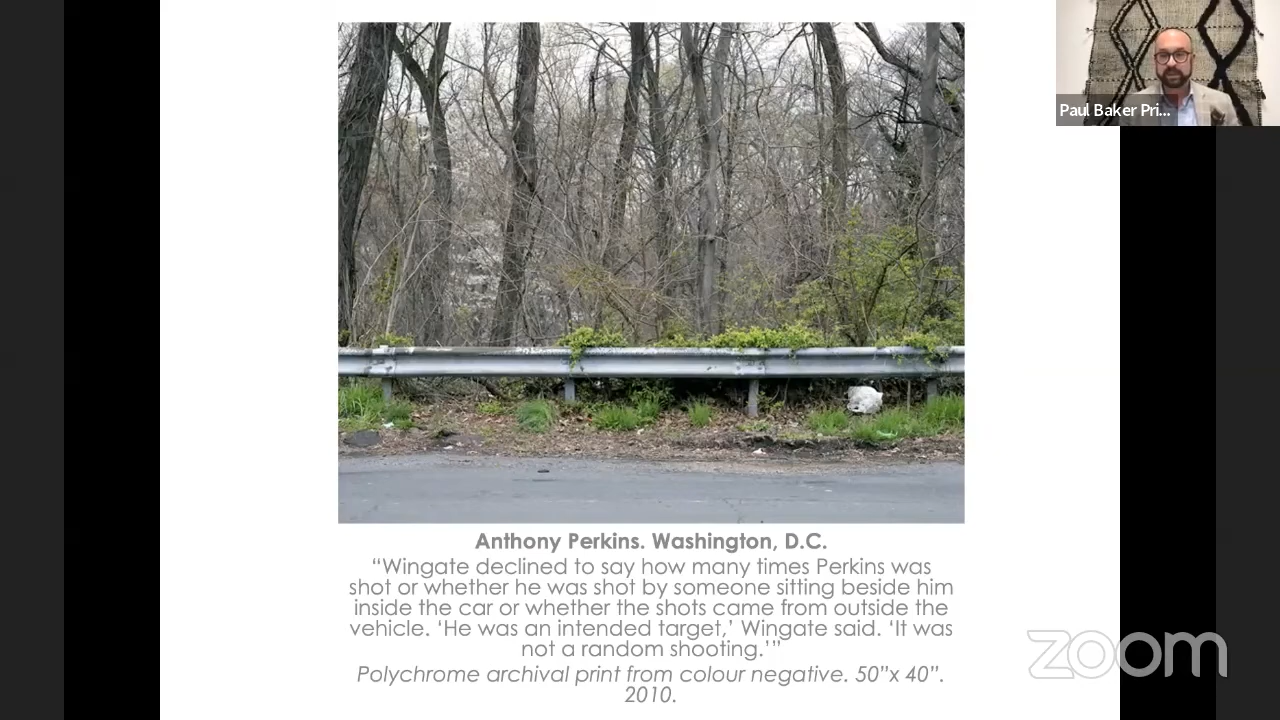 Paul Baker Pri...
Anthony Perkins. Washington, D.C.
“Wingate declined to say how many times Perkins was
shot or whether he was shot by someone sitting beside him
inside the car or whether the shots came from outside the
vehicle. ‘He was an intended target,’ Wingate said. ‘It was
not a random shooting.’”
Polychrome archival print from colour negative. 50”x 40”.
2010.
zoom